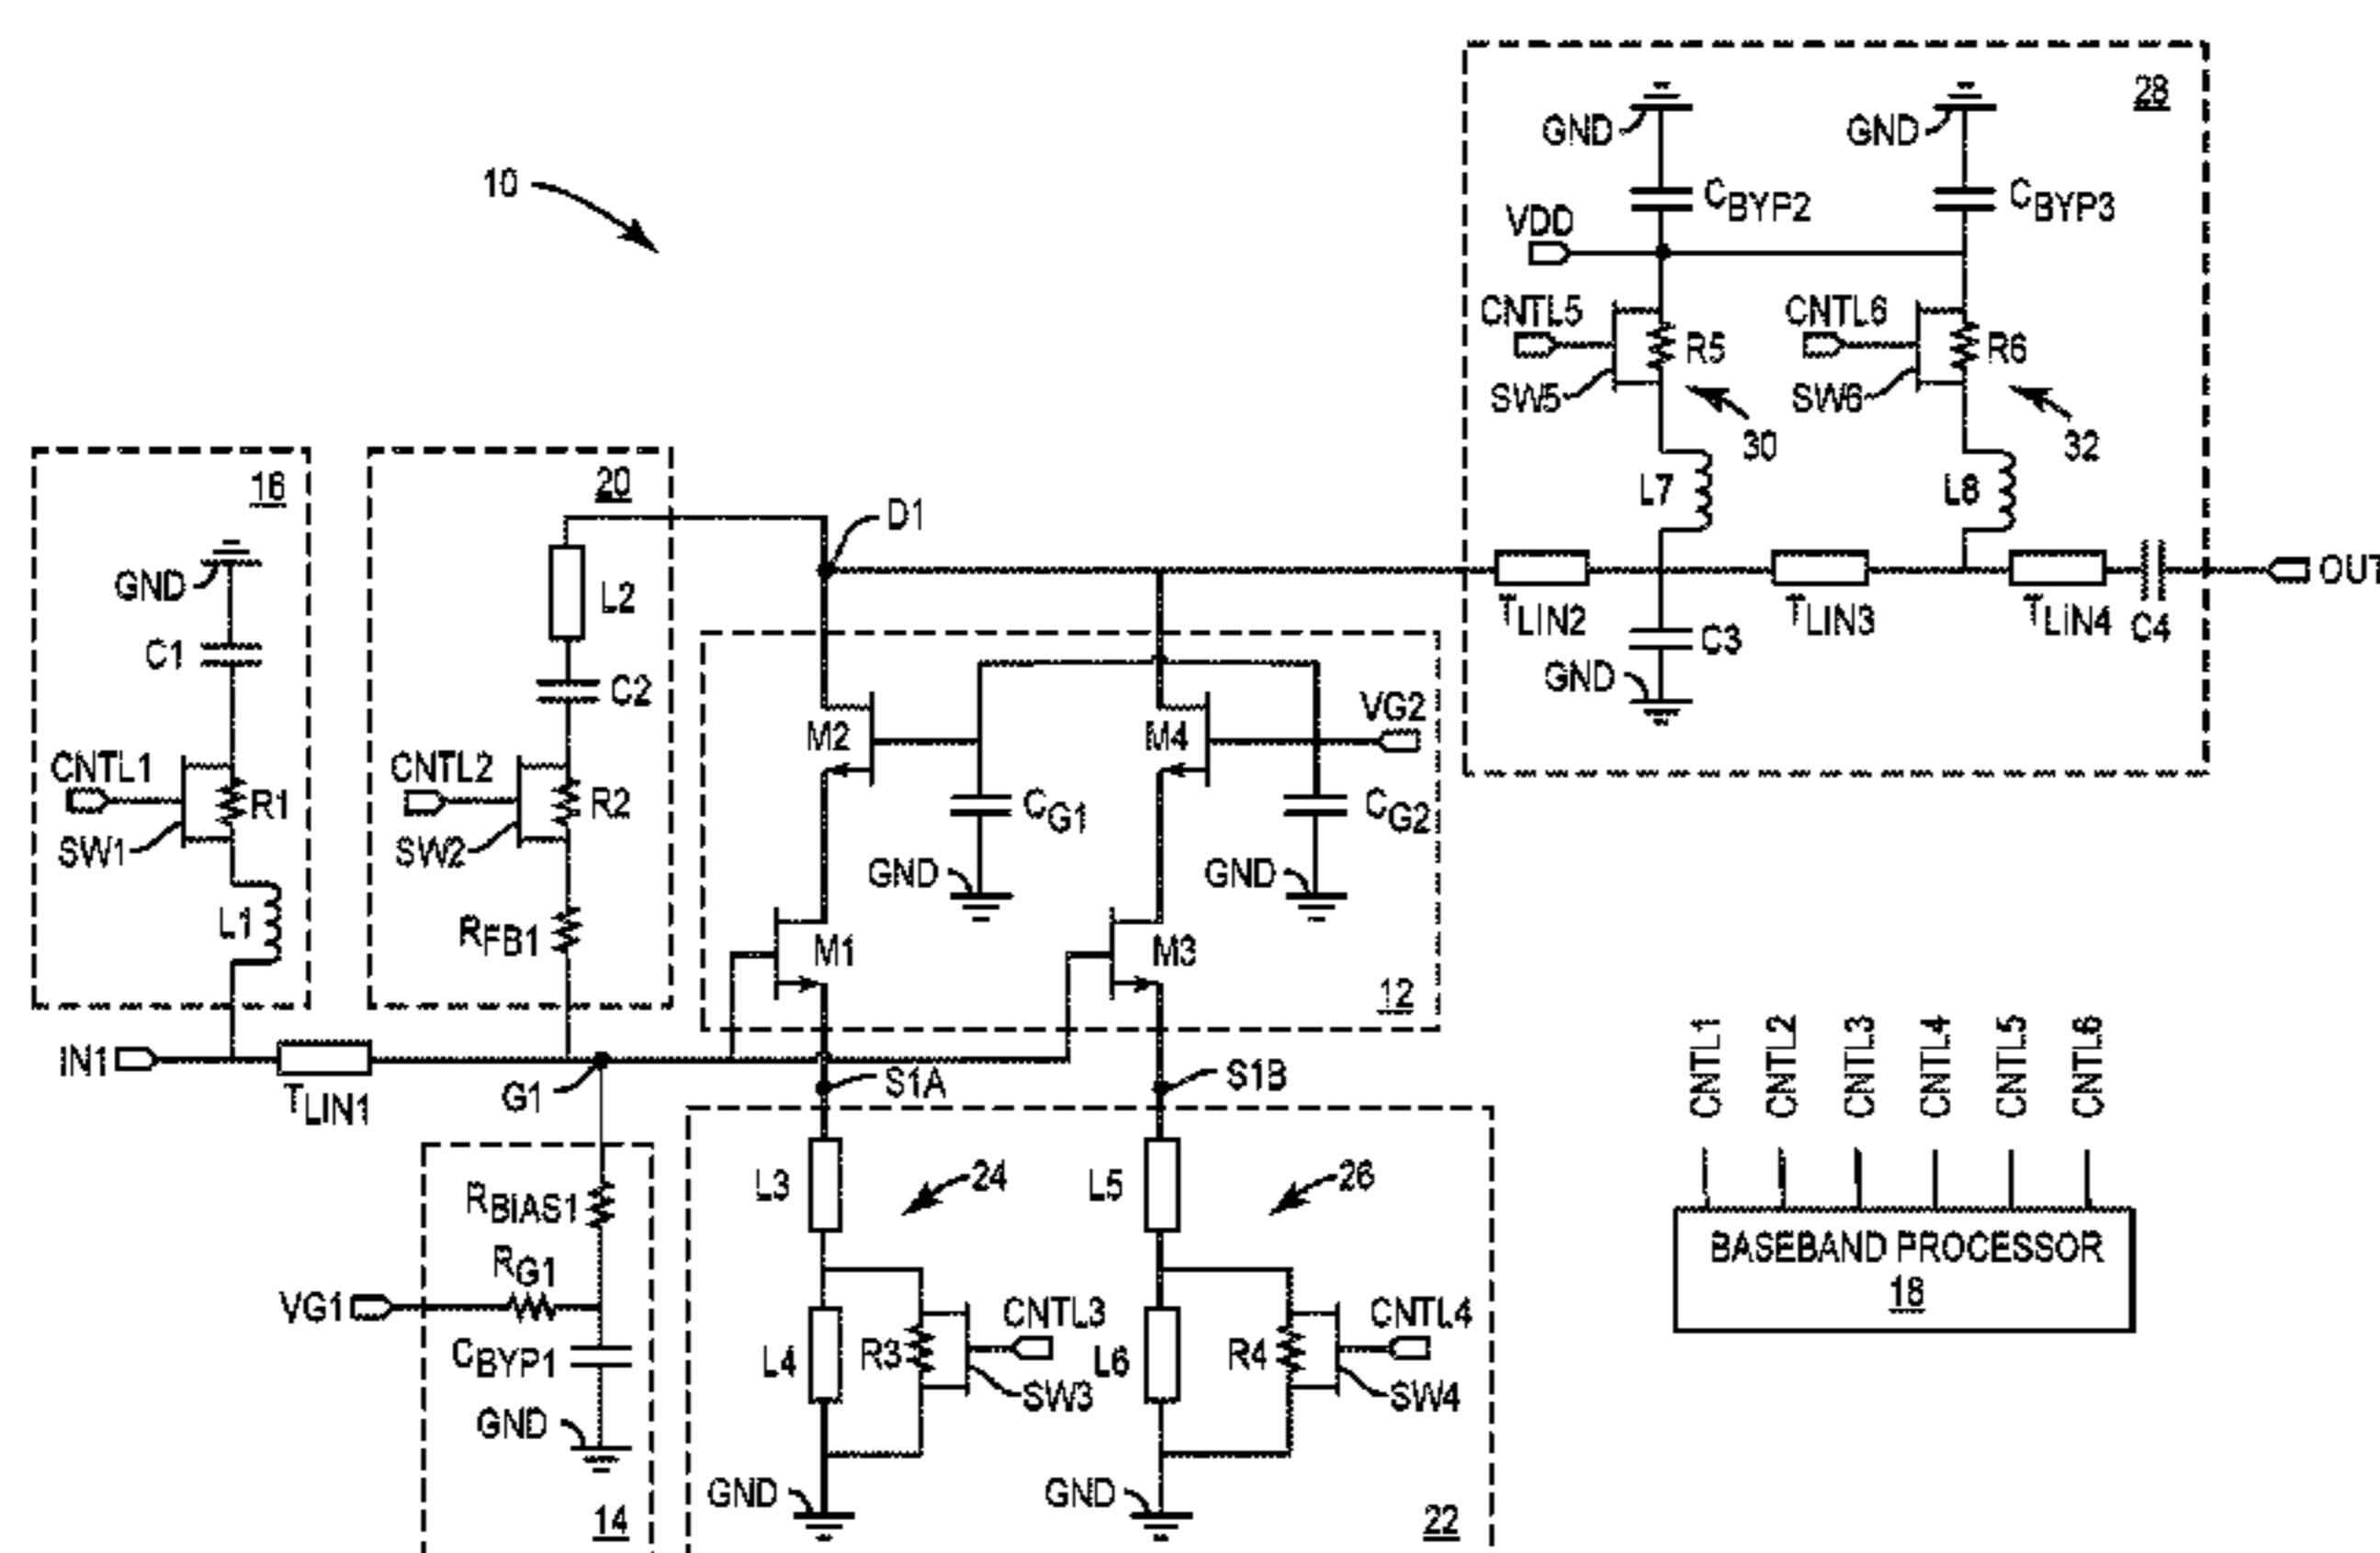 10
28
GND
GND
CBYP2
CBYP3
VDD
CNTL5
R5
SW5
30
CNTL6
R6
SW6
32
L7
L8
TLIN2
TLIN3
TLIN4
C4
OUT
C3
GND
16
GND
C1
CNTL1
R1
SW1
L1
20
L2
C2
CNTL2
R2
SW2
RFB1
D1
M2
M4
VG2
CG1
CG2
GND
GND
M1
M3
12
IN1
TLIN1
G1
S1A
S1B
RBIAS1
RG1
VG1
CBYP1
GND
14
L3
24
L4
R3
CNTL3
SW3
GND
L5
26
L6
R4
CNTL4
SW4
GND
22
CNTL1
CNTL2
CNTL3
CNTL4
CNTL5
CNTL6
BASEBAND PROCESSOR
18